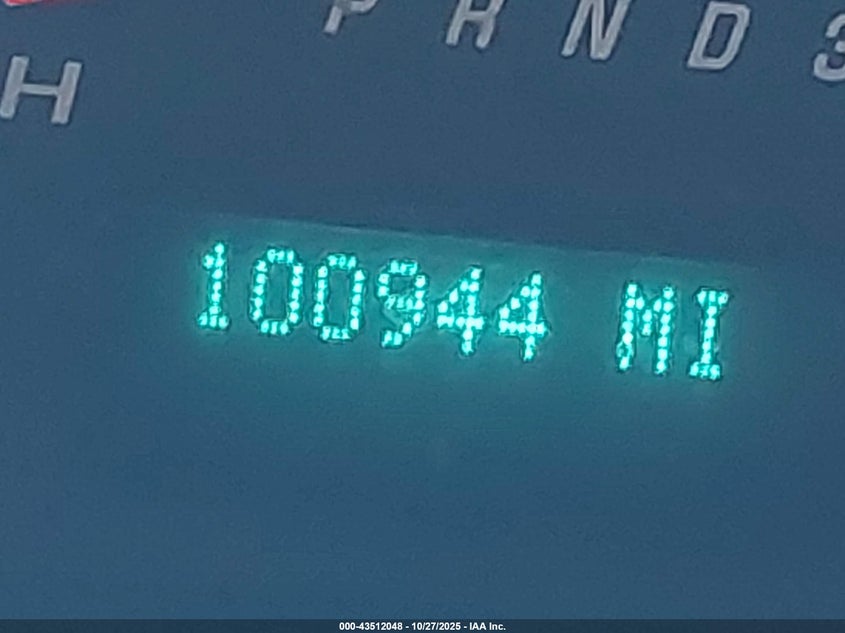 P R N D 3
H
100944 MI
000-43512048 - 10/27/2025 - IAA Inc.